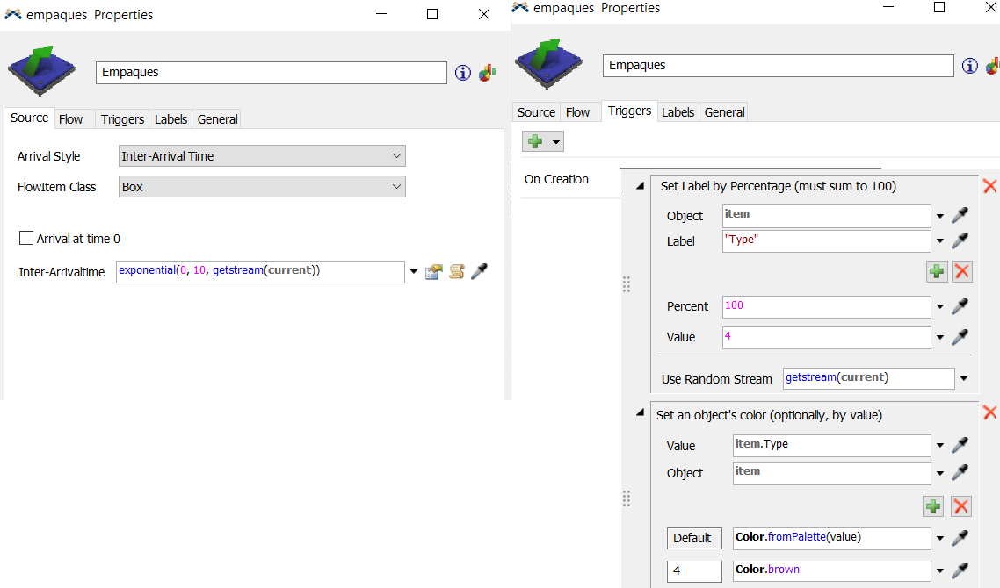 empaques Properties
Empaques
Source Flow Triggers Labels General
Arrival Style Inter-Arrival Time
FlowItem Class Box
Arrival at time 0
Inter-Arrivaltime exponential(0, 10, getstream(current))
empaques Properties
Empaques
Source Flow Triggers Labels General
On Creation
Set Label by Percentage (must sum to 100)
Object item
Label "Type"
Percent 100
Value 4
Use Random Stream getstream(current)
Set an object's color (optionally, by value)
Value item.Type
Object item
Default Color.fromPalette(value)
4 Color.brown